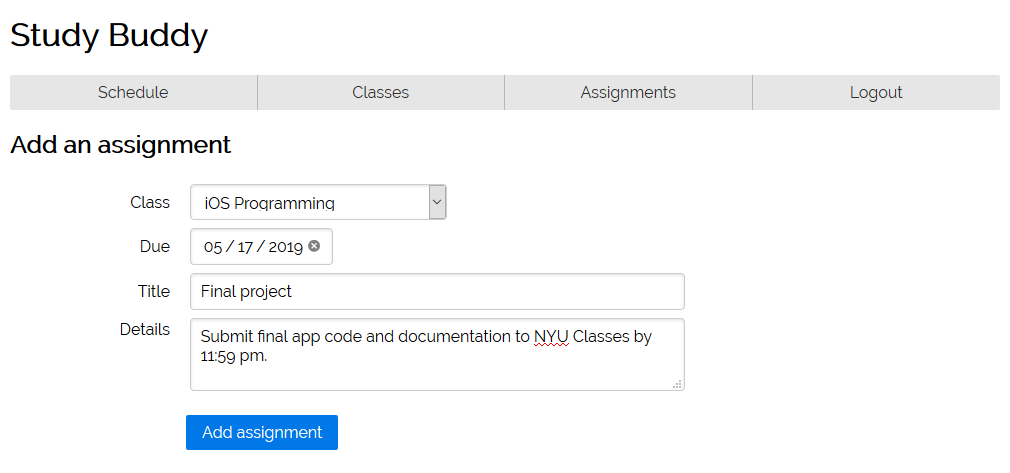 Study Buddy
Schedule Classes Assignments Logout
Add an assignment
Class iOS Programming
Due 05 / 17 / 2019
Title Final project
Details Submit final app code and documentation to NYU Classes by
11:59 pm.
Add assignment